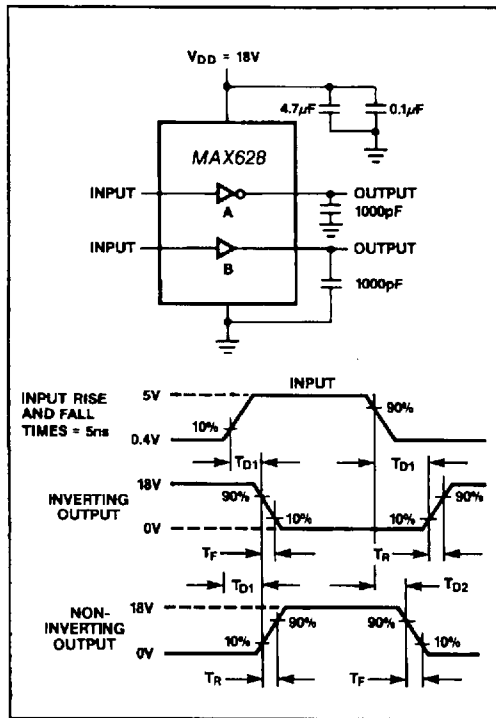 VDD = 18V
4.7µF 0.1µF
MAX628
INPUT OUTPUT
A
1000pF
INPUT OUTPUT
B
1000pF
INPUT RISE
AND FALL
TIMES = 5ns
5V
0.4V
INPUT
10%
90%
TD1 TD1
INVERTING
OUTPUT
18V
0V
90%
10%
10%
90%
TF TR
TD1 TD2
NON-
INVERTING
OUTPUT
18V
0V
10%
90%
90%
10%
TR TF